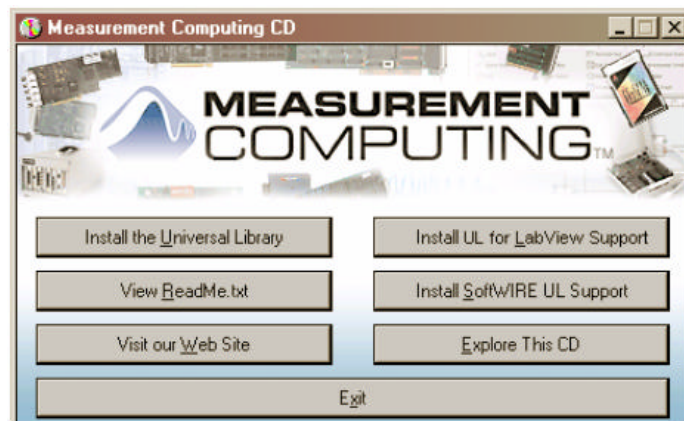 Measurement Computing CD
MEASUREMENT
COMPUTING™
Install the Universal Library
Install UL for LabView Support
View ReadMe.txt
Install SoftWIRE UL Support
Visit our Web Site
Explore This CD
Exit